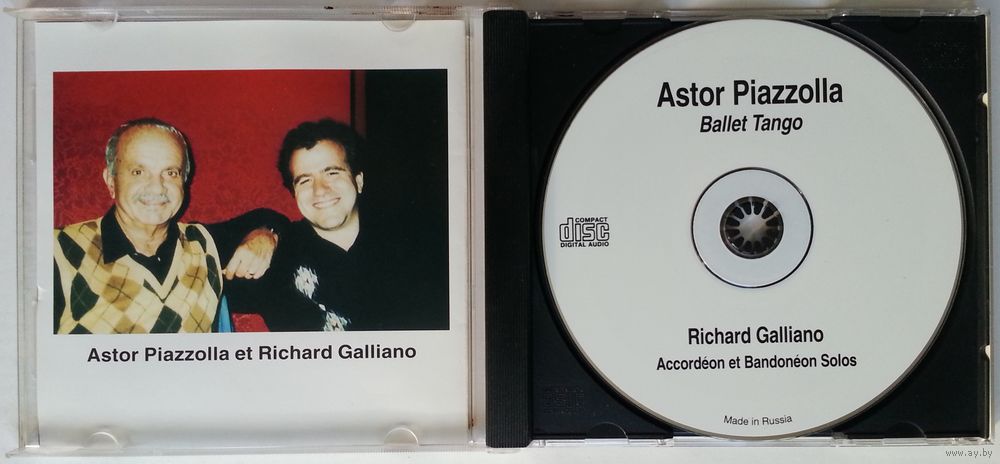 Astor Piazzolla et Richard Galliano
Astor Piazzolla
Ballet Tango
COMPACT
disc
DIGITAL AUDIO
Richard Galliano
Accordéon et Bandonéon Solos
Made in Russia
www.ay.by